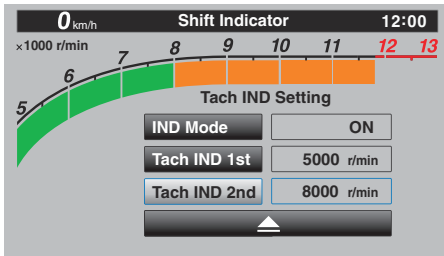 0 km/h Shift Indicator 12:00
×1000 r/min
5 6 7 8 9 10 11 12 13
Tach IND Setting
IND Mode ON
Tach IND 1st 5000 r/min
Tach IND 2nd 8000 r/min